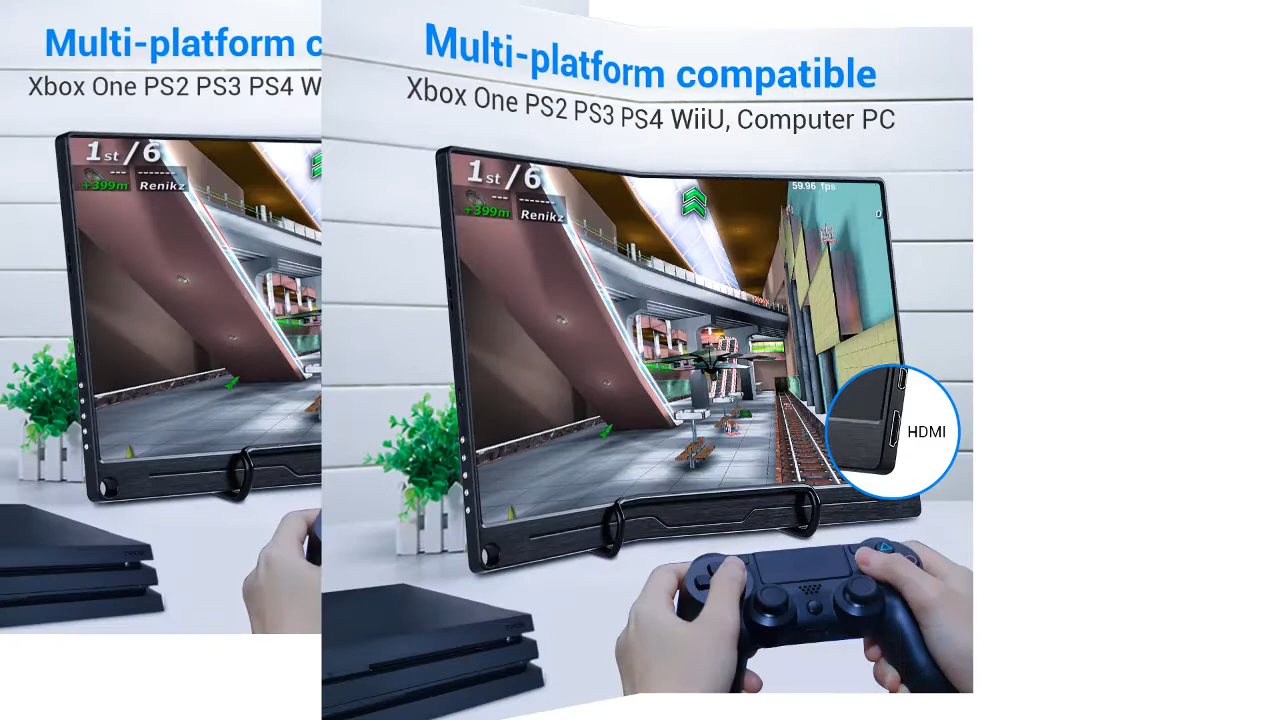 Multi-platform c
Xbox One PS2 PS3 PS4 W
1st/6
+399m
Renikz
Multi-platform compatible
Xbox One PS2 PS3 PS4 WiiU, Computer PC
1st/6
+399m
Renikz
59.96 fps
0
HDMI